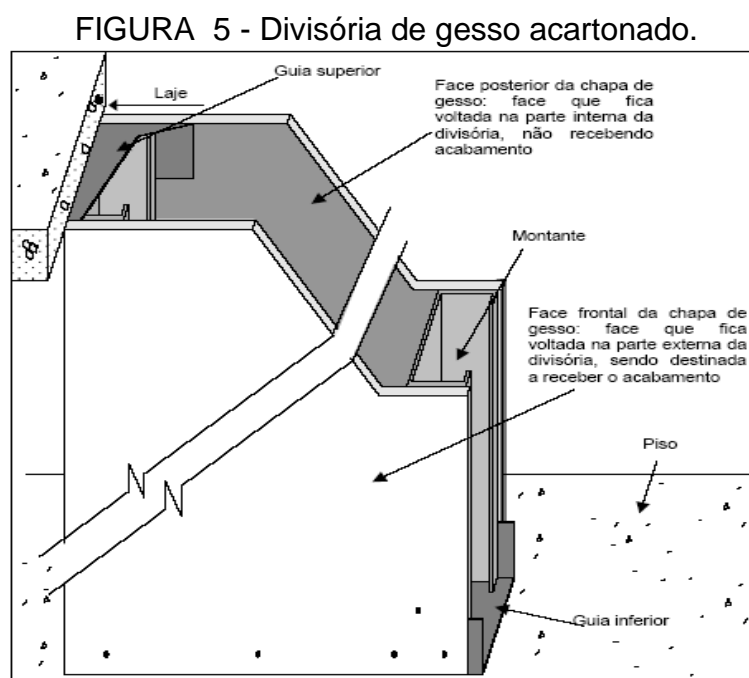 FIGURA 5 - Divisória de gesso acartonado.
Guia superior
Laje
Face posterior da chapa de
gesso: face que fica
voltada na parte interna da
divisória, não recebendo
acabamento
Montante
Face frontal da chapa de
gesso: face que fica
voltada na parte externa da
divisória, sendo destinada
a receber o acabamento
Piso
Guia inferior